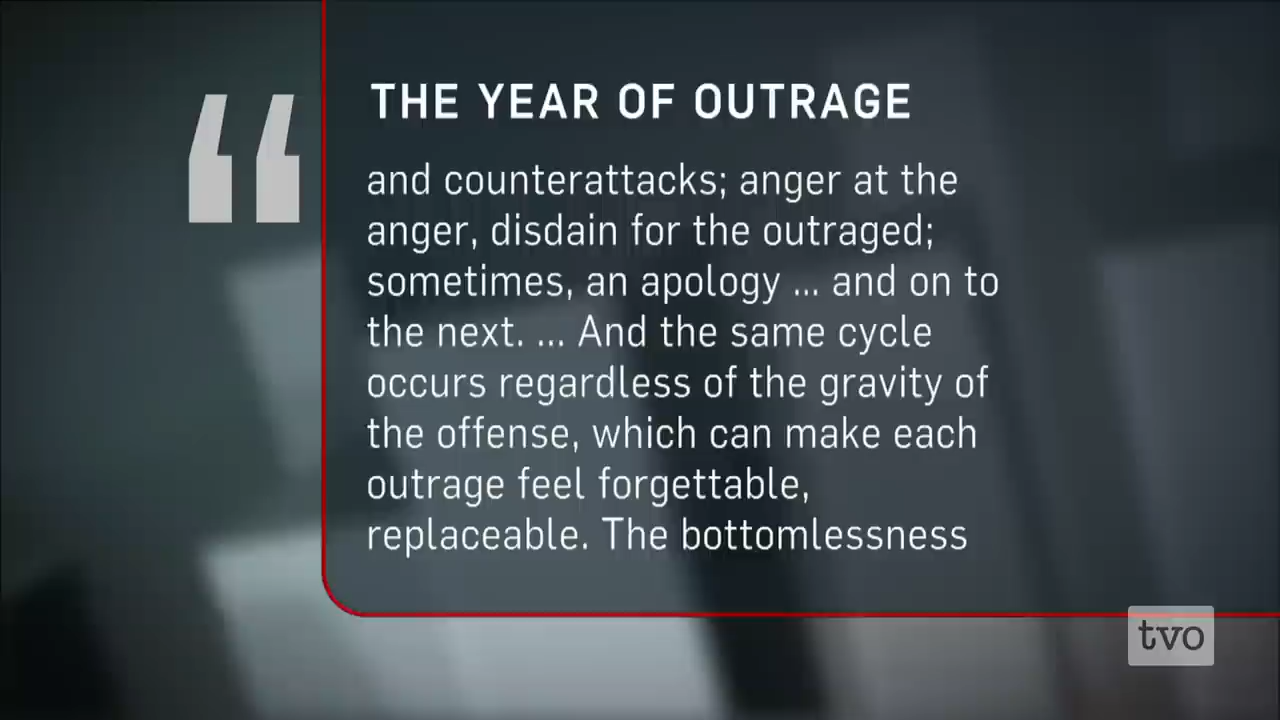 “
THE YEAR OF OUTRAGE
and counterattacks; anger at the
anger, disdain for the outraged;
sometimes, an apology ... and on to
the next. ... And the same cycle
occurs regardless of the gravity of
the offense, which can make each
outrage feel forgettable,
replaceable. The bottomlessness
tvo